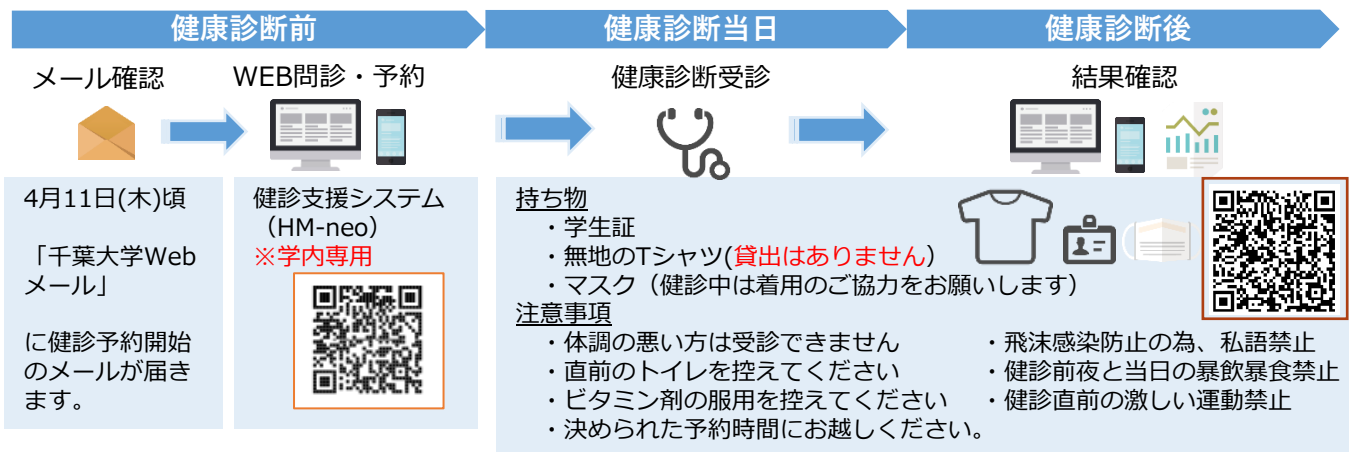 健康診断前
健康診断当日
健康診断後
メール確認
WEB問診・予約
健康診断受診
結果確認
4月11日(木)頃
「千葉大学Web
メール」
に健診予約開始
のメールが届き
ます。
健診支援システム
（HM-neo）
※学内専用
持ち物
・学生証
・無地のTシャツ(貸出はありません)
・マスク（健診中は着用のご協力をお願いします）
注意事項
・体調の悪い方は受診できません
・直前のトイレを控えてください
・ビタミン剤の服用を控えてください
・決められた予約時間にお越しください。
・飛沫感染防止の為、私語禁止
・健診前夜と当日の暴飲暴食禁止
・健診直前の激しい運動禁止